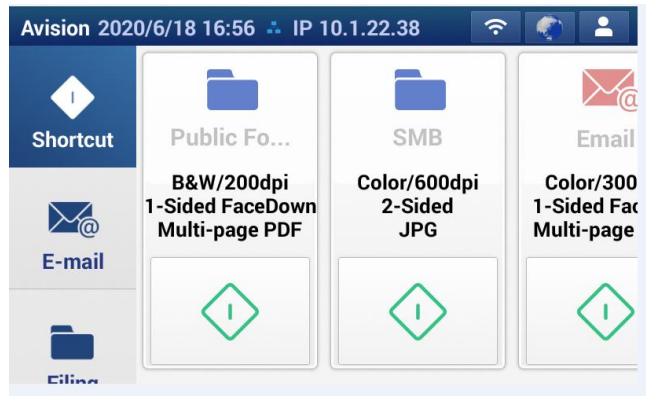 Avision 2020/6/18 16:56 IP 10.1.22.38
Shortcut
E-mail
Filing
Public Fo...
B&W/200dpi
1-Sided FaceDown
Multi-page PDF
SMB
Color/600dpi
2-Sided
JPG
Email
Color/300
1-Sided Fac
Multi-page